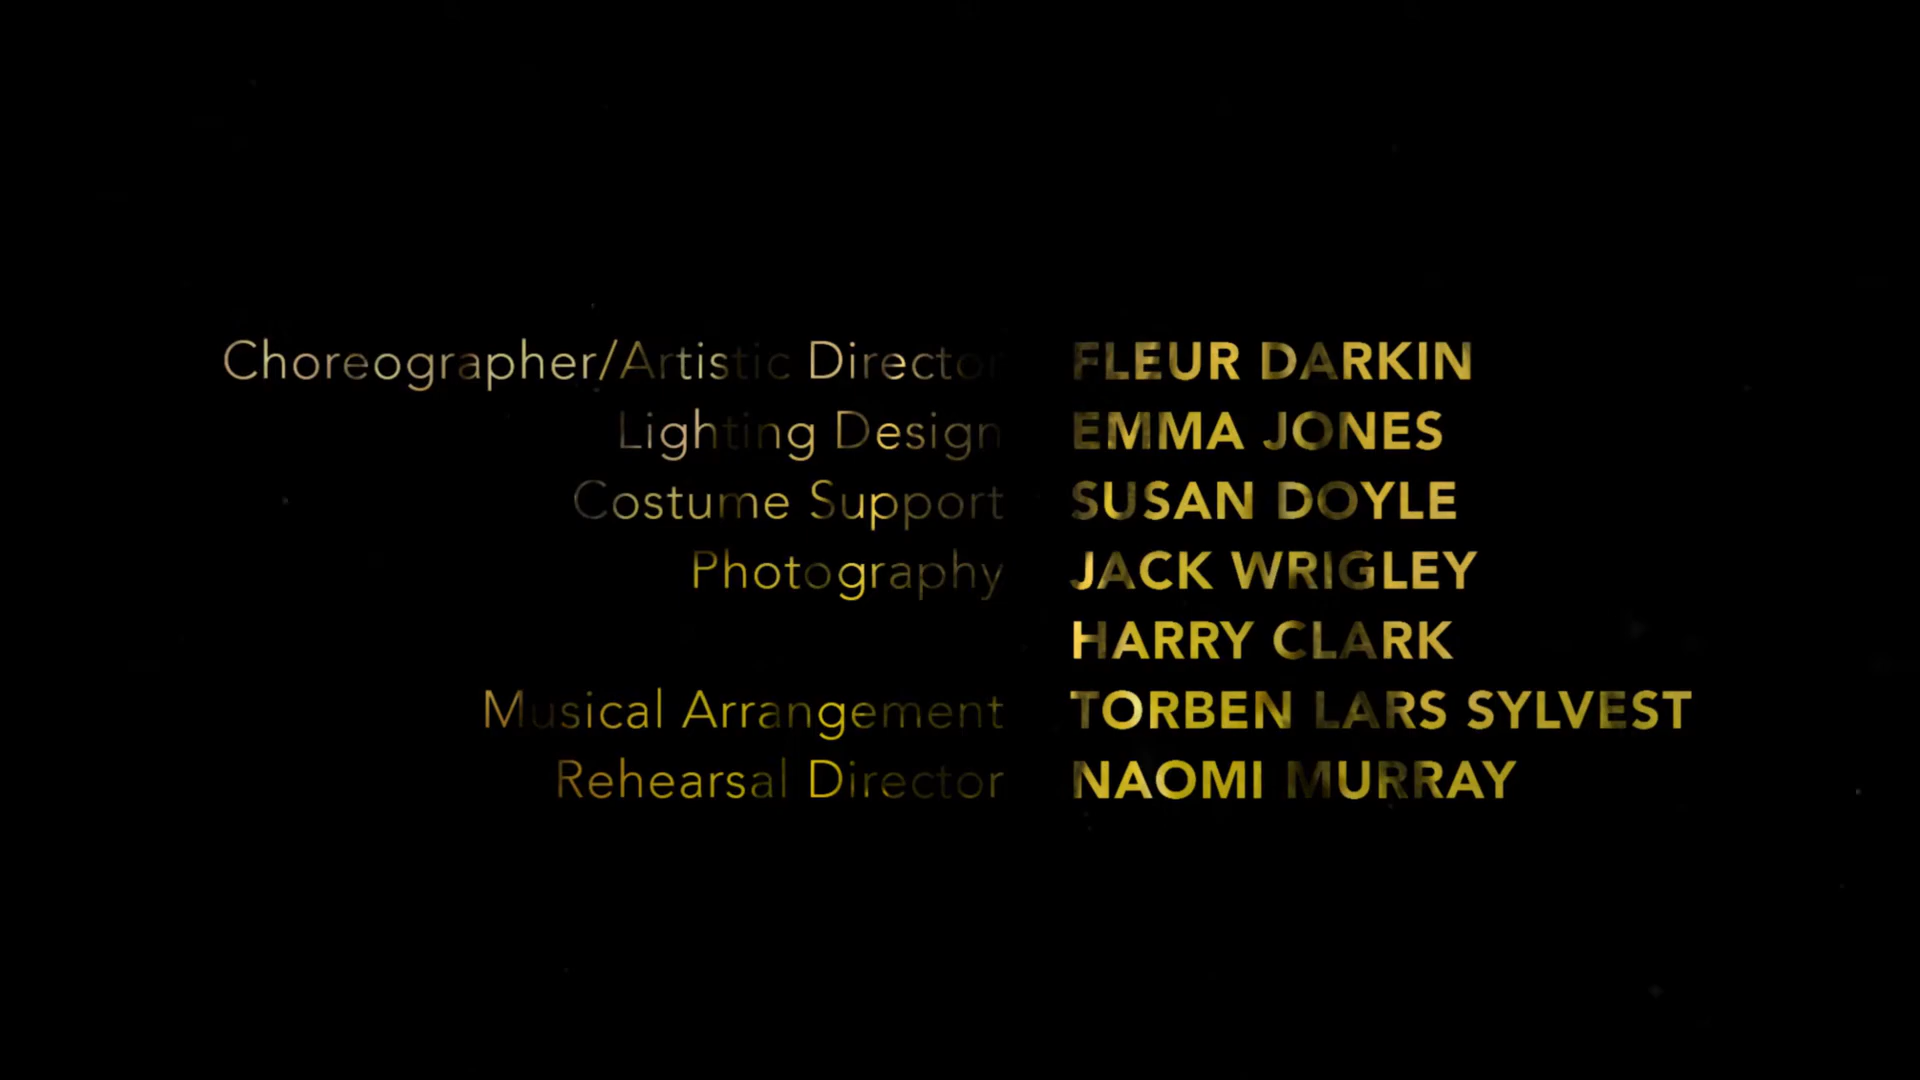 Choreographer/Artistic Director FLEUR DARKIN
Lighting Design EMMA JONES
Costume Support SUSAN DOYLE
Photography JACK WRIGLEY
HARRY CLARK
Musical Arrangement TORBEN LARS SYLVEST
Rehearsal Director NAOMI MURRAY